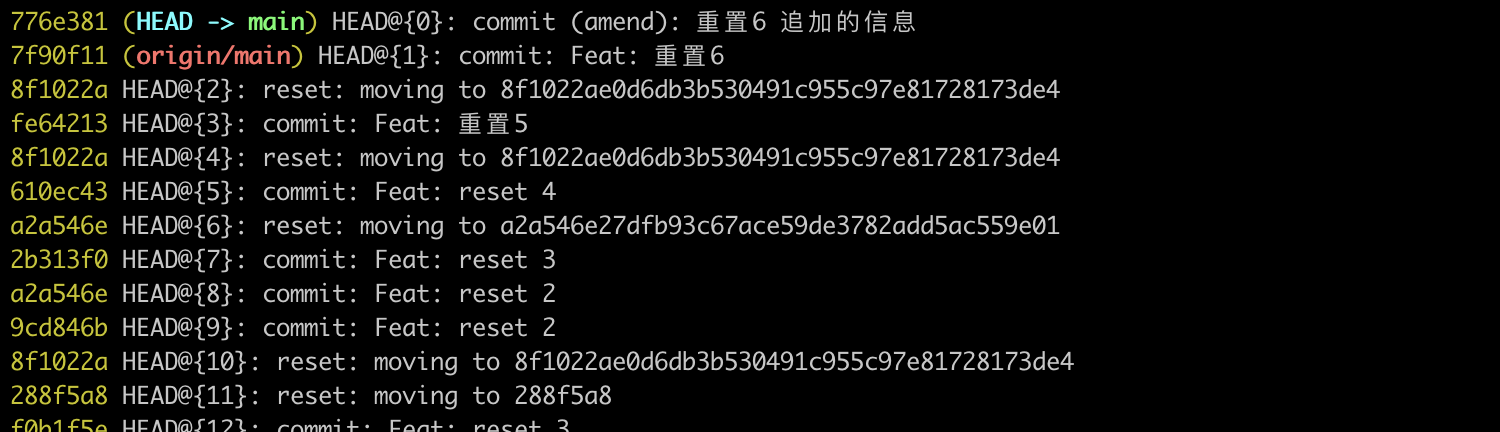 776e381 (HEAD -> main) HEAD@{0}: commit (amend): 重置6 追加的信息
7f90f11 (origin/main) HEAD@{1}: commit: Feat: 重置6
8f1022a HEAD@{2}: reset: moving to 8f1022ae0d6db3b530491c955c97e81728173de4
fe64213 HEAD@{3}: commit: Feat: 重置5
8f1022a HEAD@{4}: reset: moving to 8f1022ae0d6db3b530491c955c97e81728173de4
610ec43 HEAD@{5}: commit: Feat: reset 4
a2a546e HEAD@{6}: reset: moving to a2a546e27dfb93c67ace59de3782add5ac559e01
2b313f0 HEAD@{7}: commit: Feat: reset 3
a2a546e HEAD@{8}: commit: Feat: reset 2
9cd846b HEAD@{9}: commit: Feat: reset 2
8f1022a HEAD@{10}: reset: moving to 8f1022ae0d6db3b530491c955c97e81728173de4
288f5a8 HEAD@{11}: reset: moving to 288f5a8
f0b1f5e HEAD@{12}: commit: Feat: reset 3